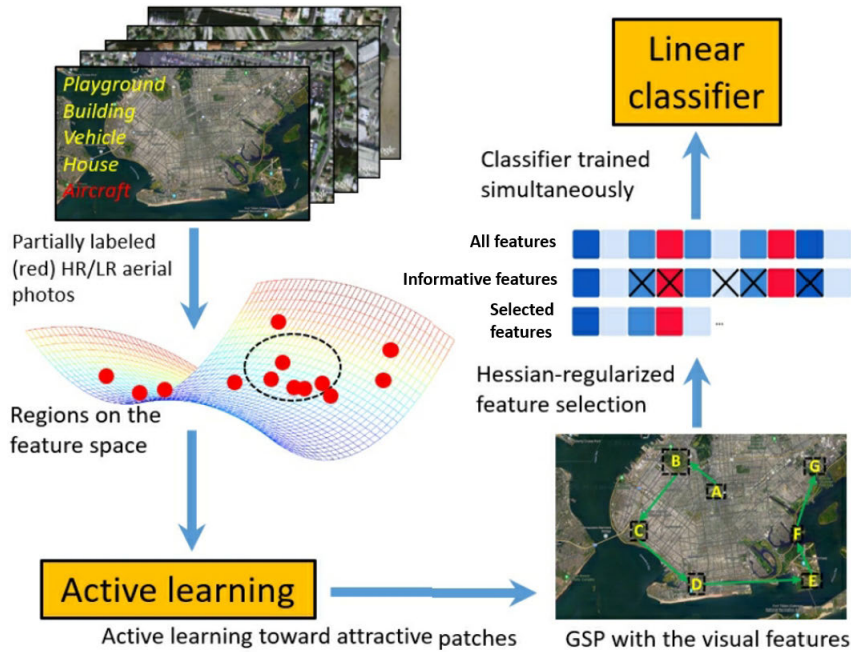 Playground
Building
Vehicle
House
Aircraft
Partially labeled
(red) HR/LR aerial
photos
Regions on the
feature space
Active learning
Active learning toward attractive patches
Linear
classifier
Classifier trained
simultaneously
All features
Informative features
Selected
features
...
Hessian-regularized
feature selection
B
A
G
C
F
D
E
GSP with the visual features